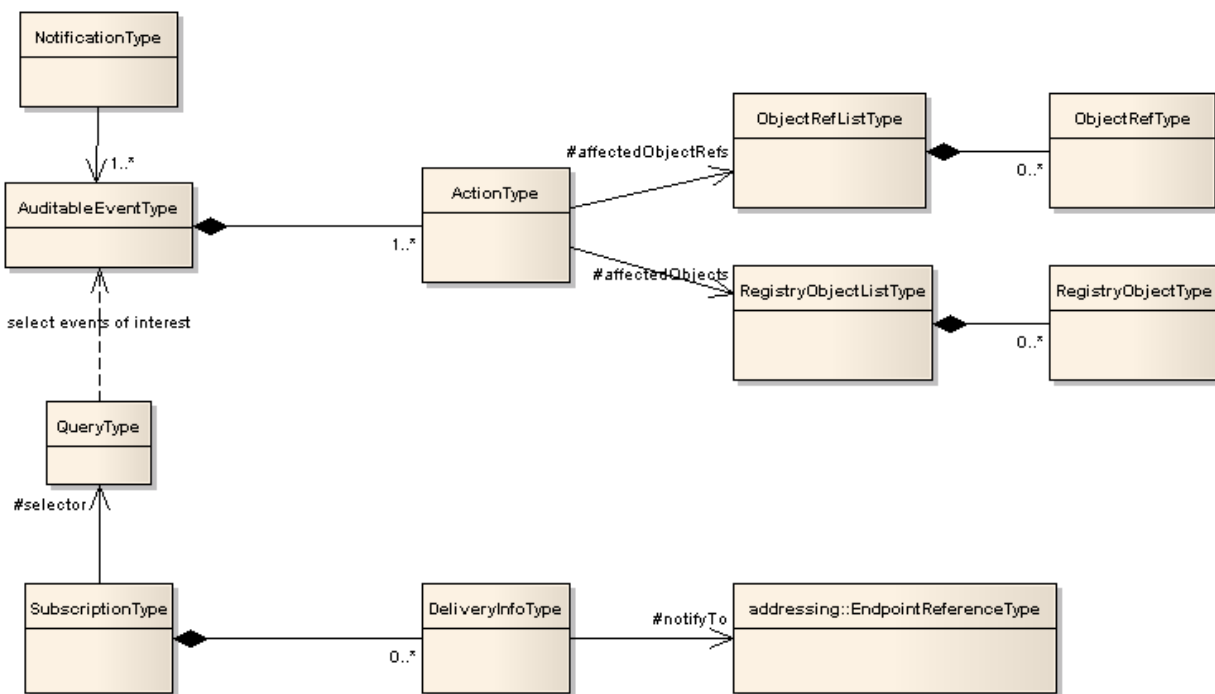 NotificationType
1..*
AuditableEventType
1..*
ActionType
#affectedObjectRefs
ObjectRefListType
0..*
ObjectRefType
#affectedObjects
RegistryObjectListType
0..*
RegistryObjectType
select events of interest
QueryType
#selector
SubscriptionType
0..*
DeliveryInfoType
#notifyTo
addressing::EndpointReferenceType